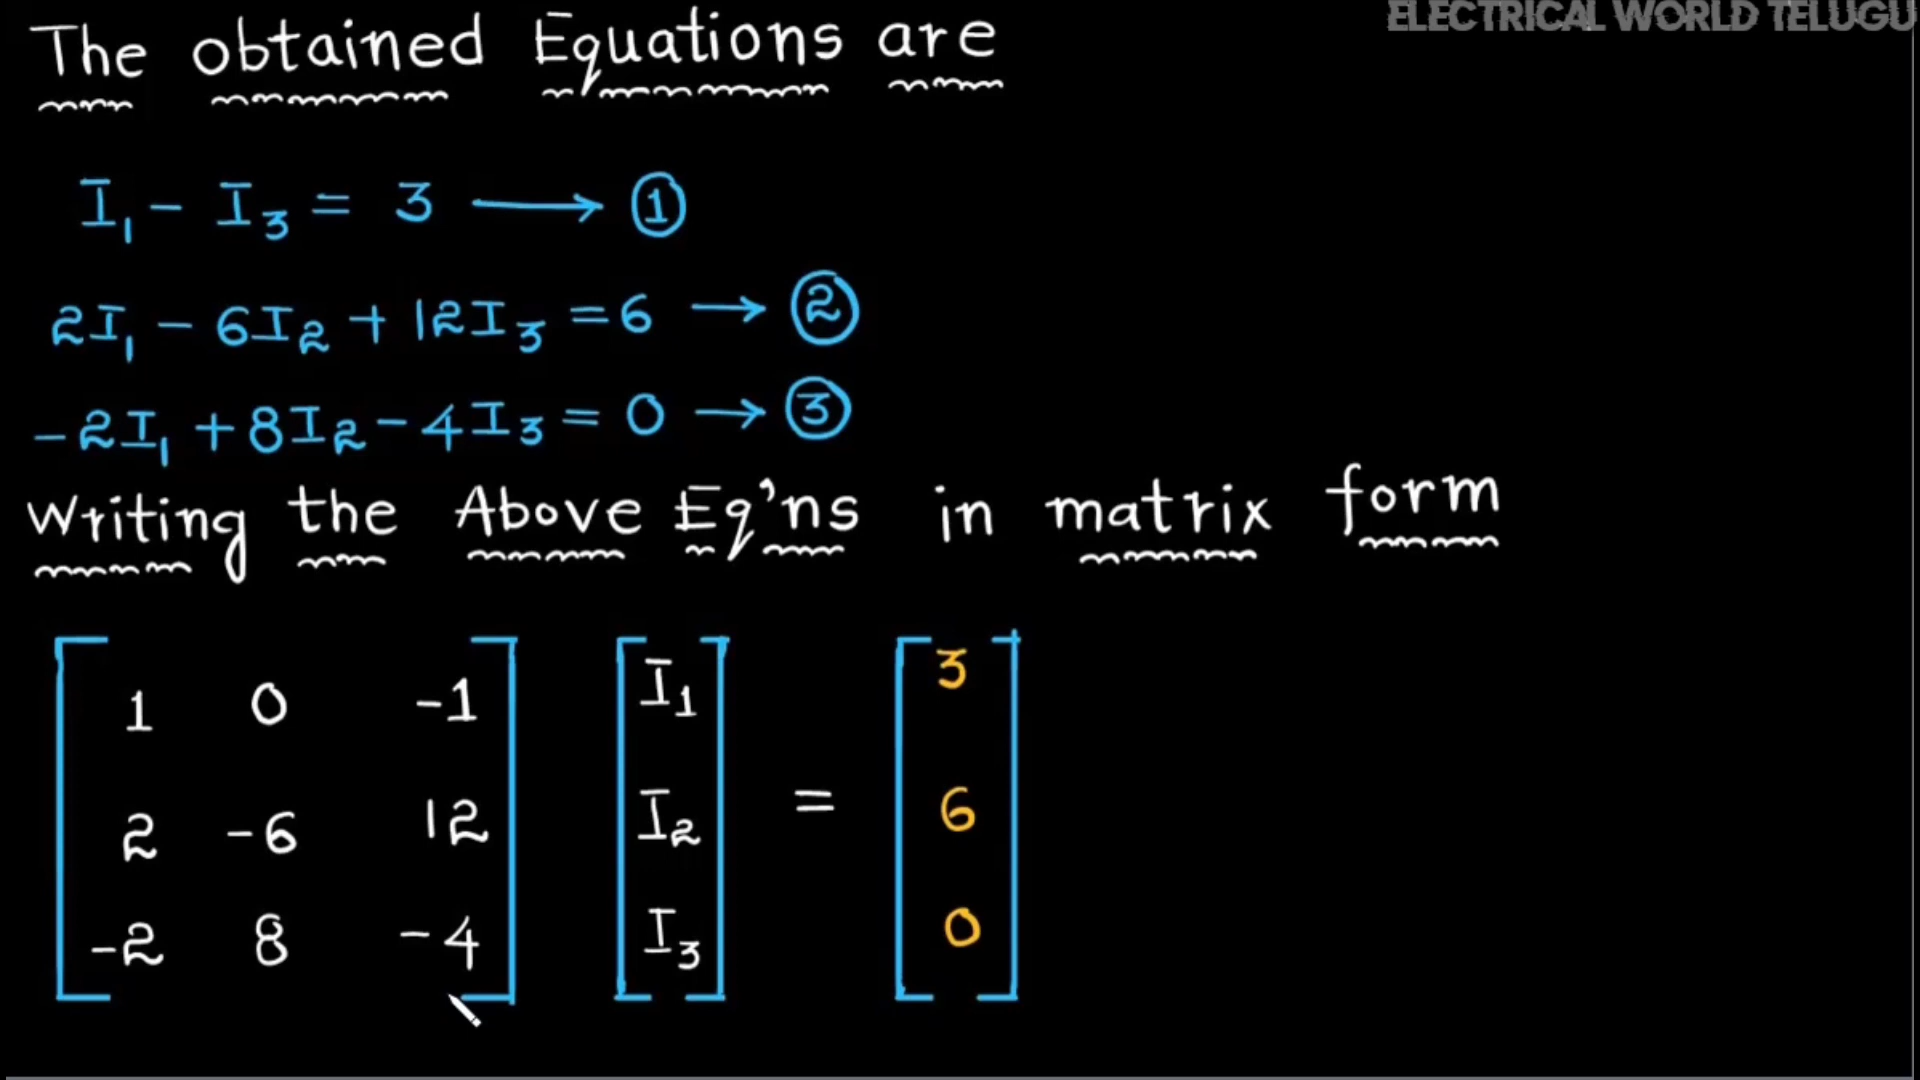 ELECTRICAL WORLD TELUGU
The obtained Equations are
I₁ - I₃ = 3 ⟶ ①
2I₁ - 6I₂ + 12I₃ = 6 → ②
-2I₁ + 8I₂ - 4I₃ = 0 → ③
Writing the Above Eq'ns in matrix form
1 0 -1 I₁ 3
2 -6 12 I₂ = 6
-2 8 -4 I₃ 0